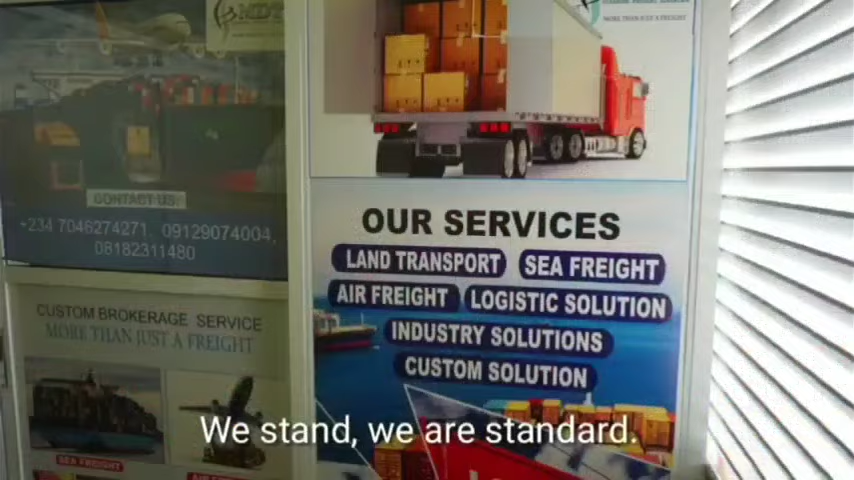 MDT
MORE THAN JUST A FREIGHT
CONTACT US:
+234 7046274271, 09129074004,
08182311480
CUSTOM BROKERAGE SERVICE
MORE THAN JUST A FREIGHT
SEA FREIGHT
OUR SERVICES
LAND TRANSPORT
SEA FREIGHT
AIR FREIGHT
LOGISTIC SOLUTION
INDUSTRY SOLUTIONS
CUSTOM SOLUTION
We stand, we are standard.